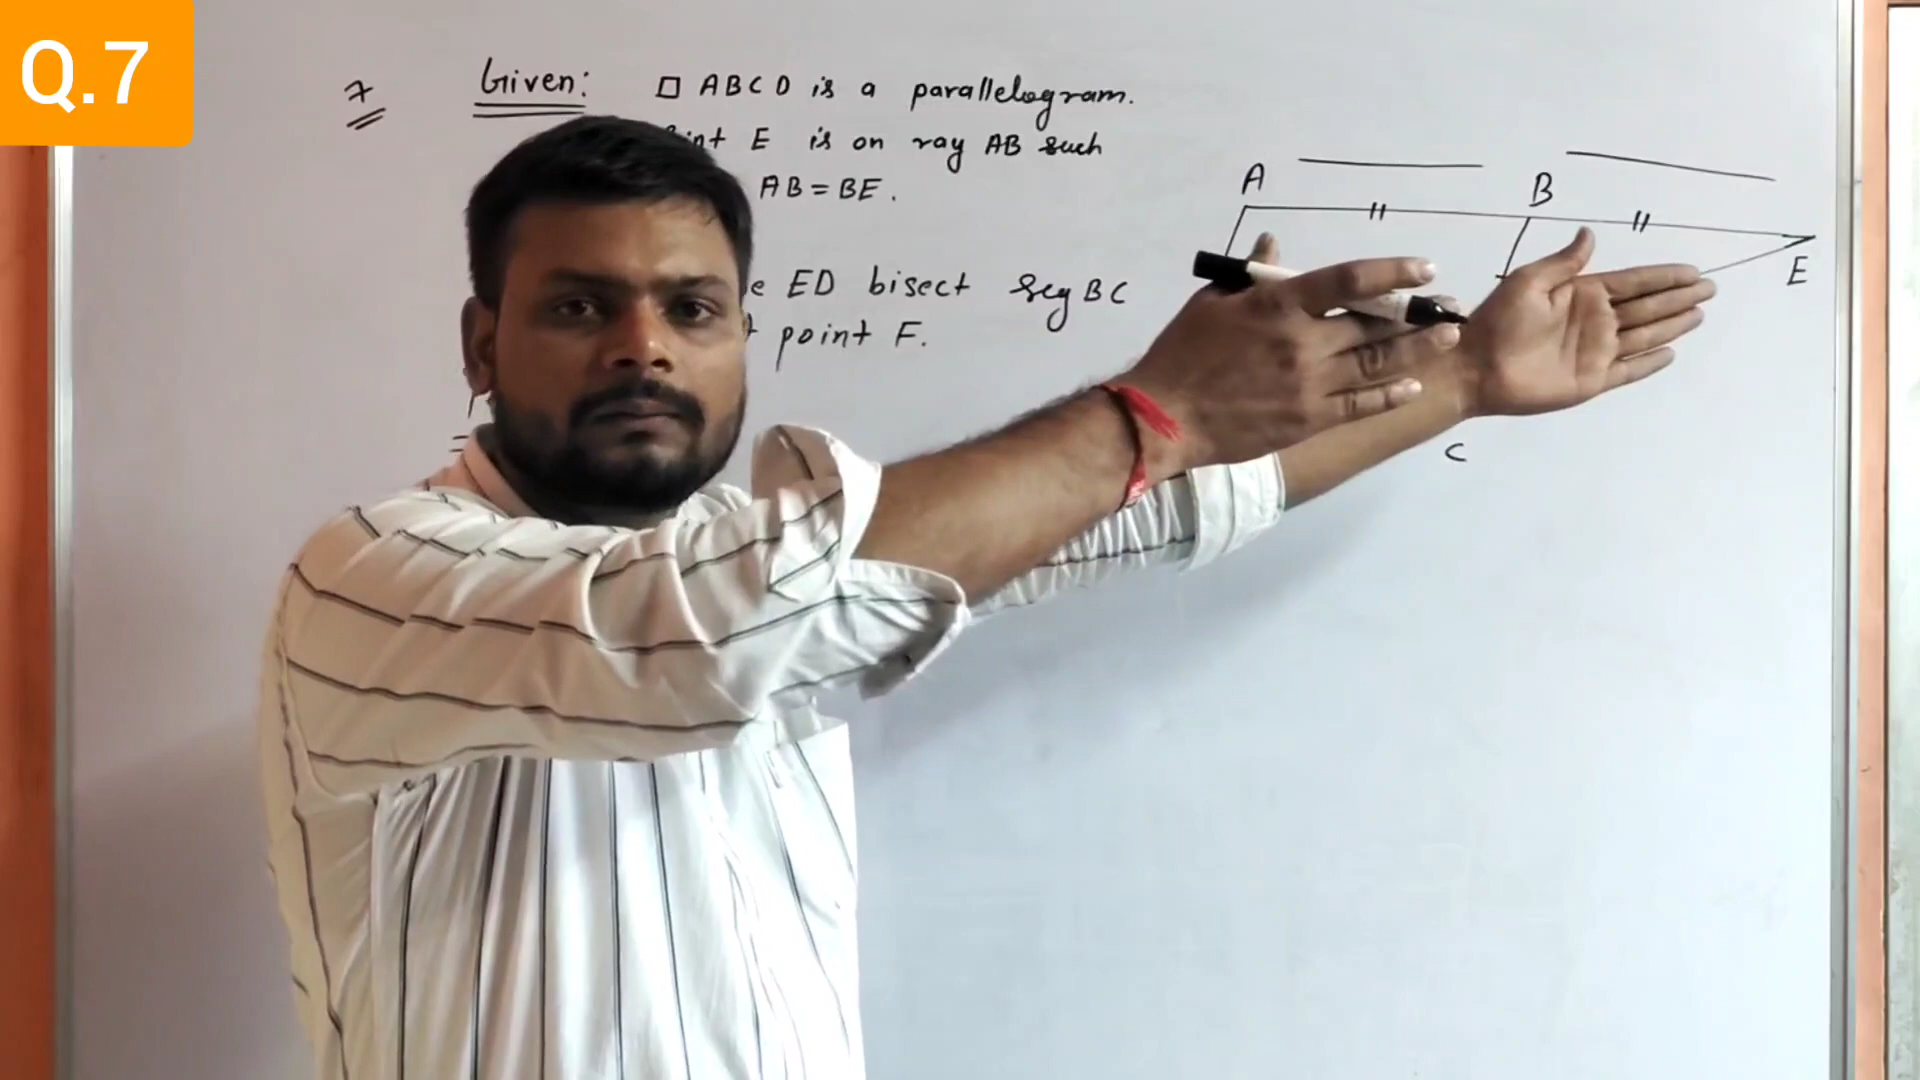 Q.7
7 Given: □ ABCD is a parallelogram.
E is on ray AB such
AB = BE.
ED bisect seg BC
point F.
=
A B
E
C